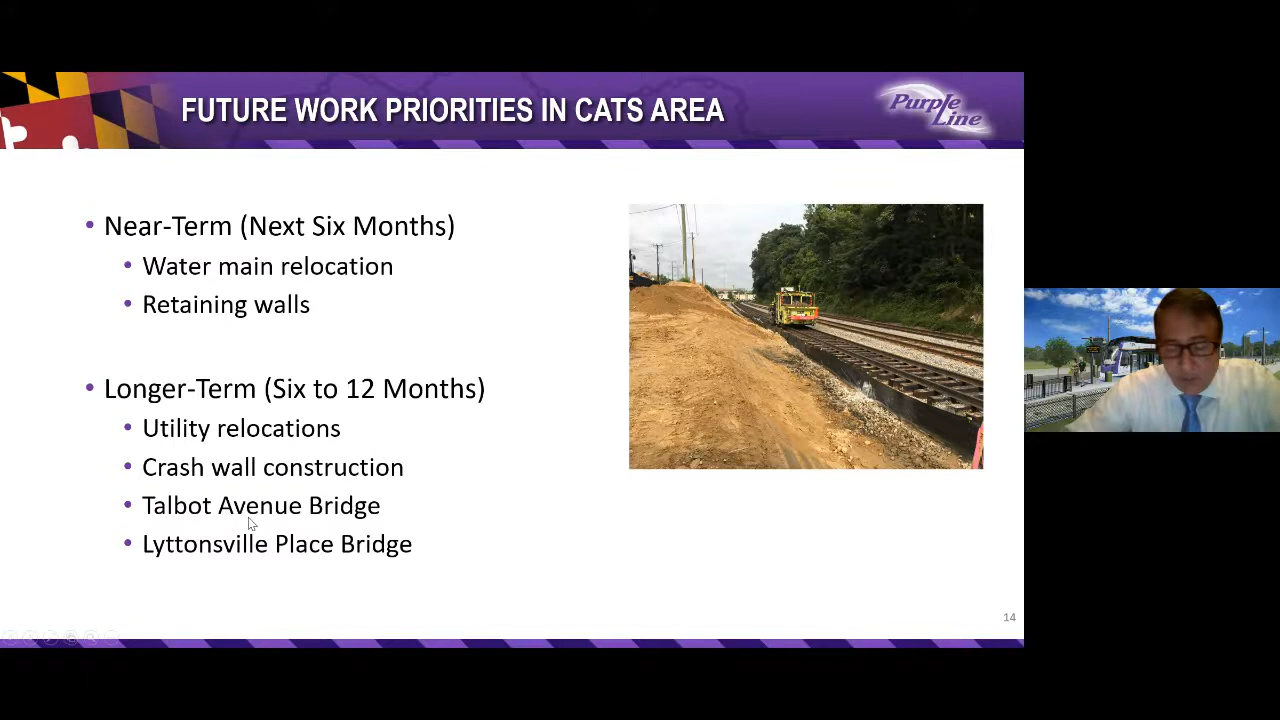 FUTURE WORK PRIORITIES IN CATS AREA
Purple
Line
• Near-Term (Next Six Months)
• Water main relocation
• Retaining walls
• Longer-Term (Six to 12 Months)
• Utility relocations
• Crash wall construction
• Talbot Avenue Bridge
• Lyttonsville Place Bridge
14